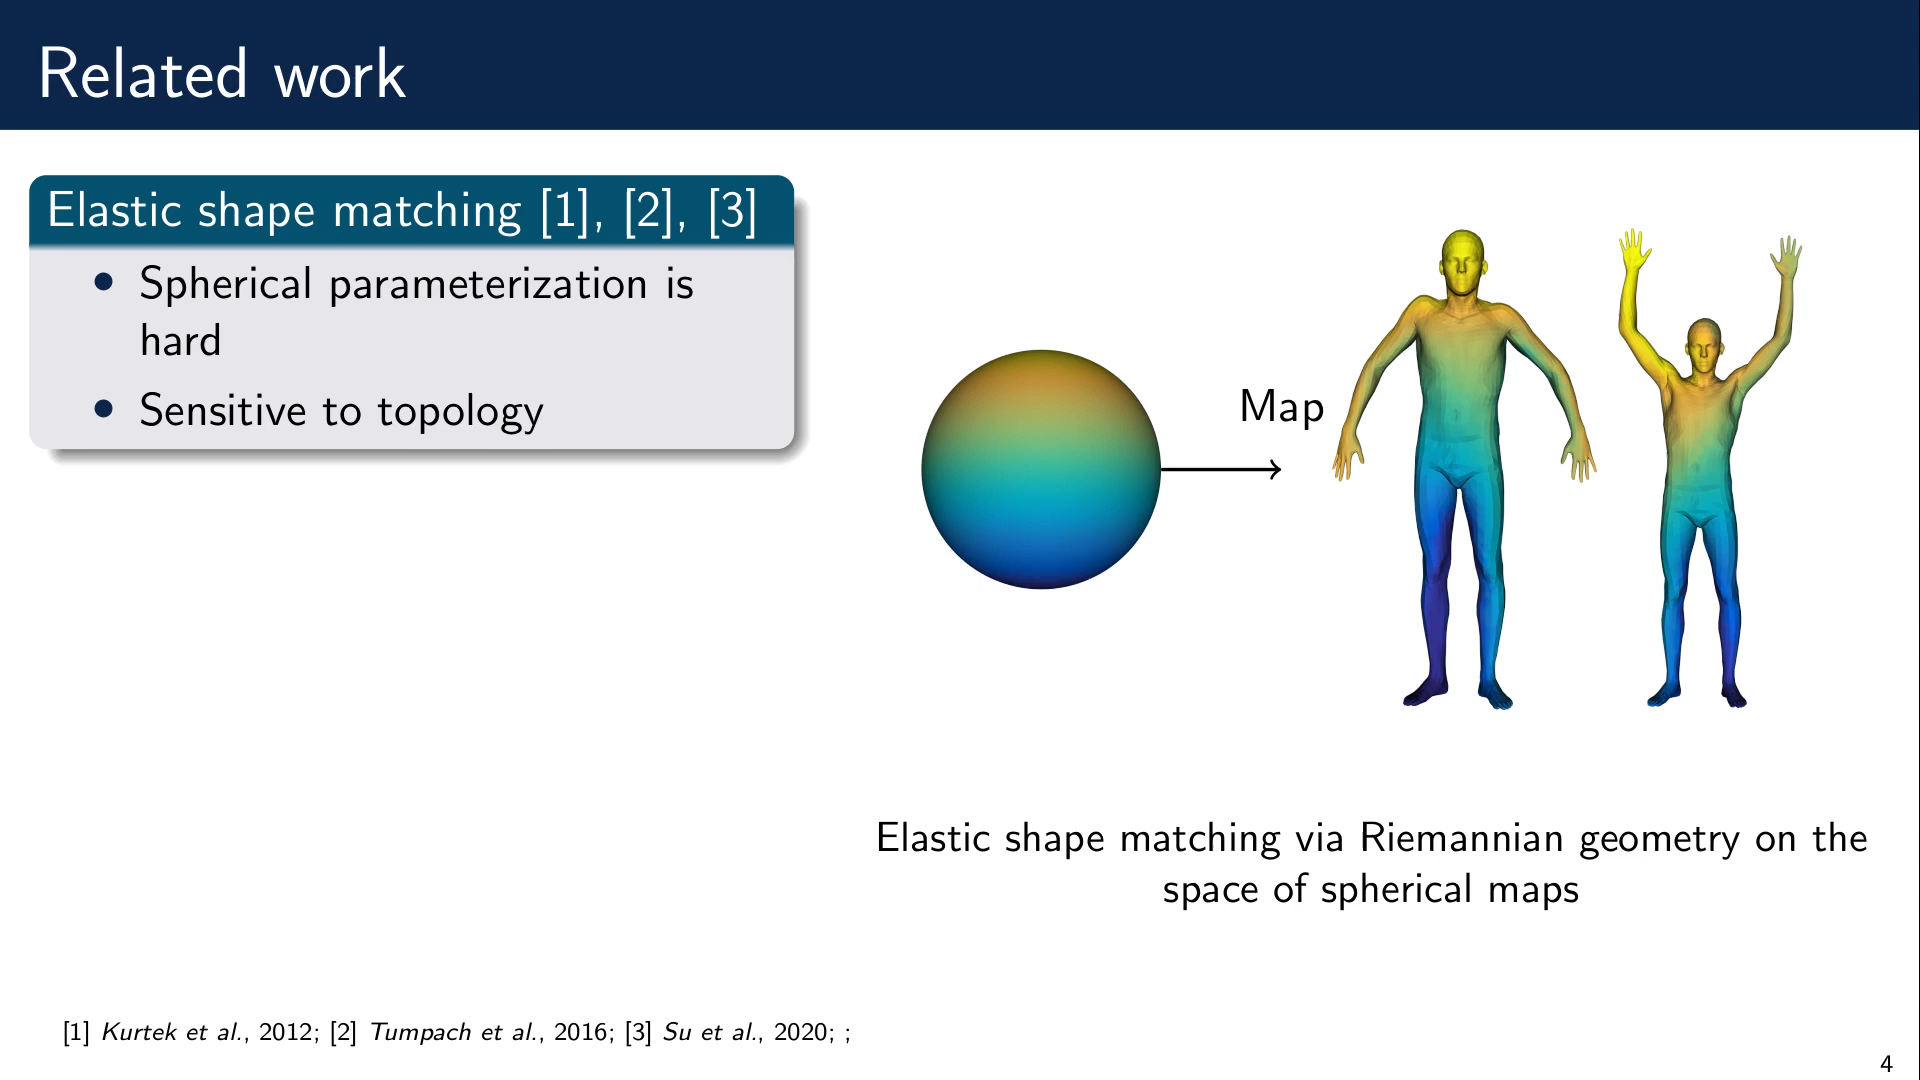 Related work
Elastic shape matching [1], [2], [3]
• Spherical parameterization is
hard
• Sensitive to topology
Map
Elastic shape matching via Riemannian geometry on the
space of spherical maps
[1] Kurtek et al., 2012; [2] Tumpach et al., 2016; [3] Su et al., 2020; ;
4